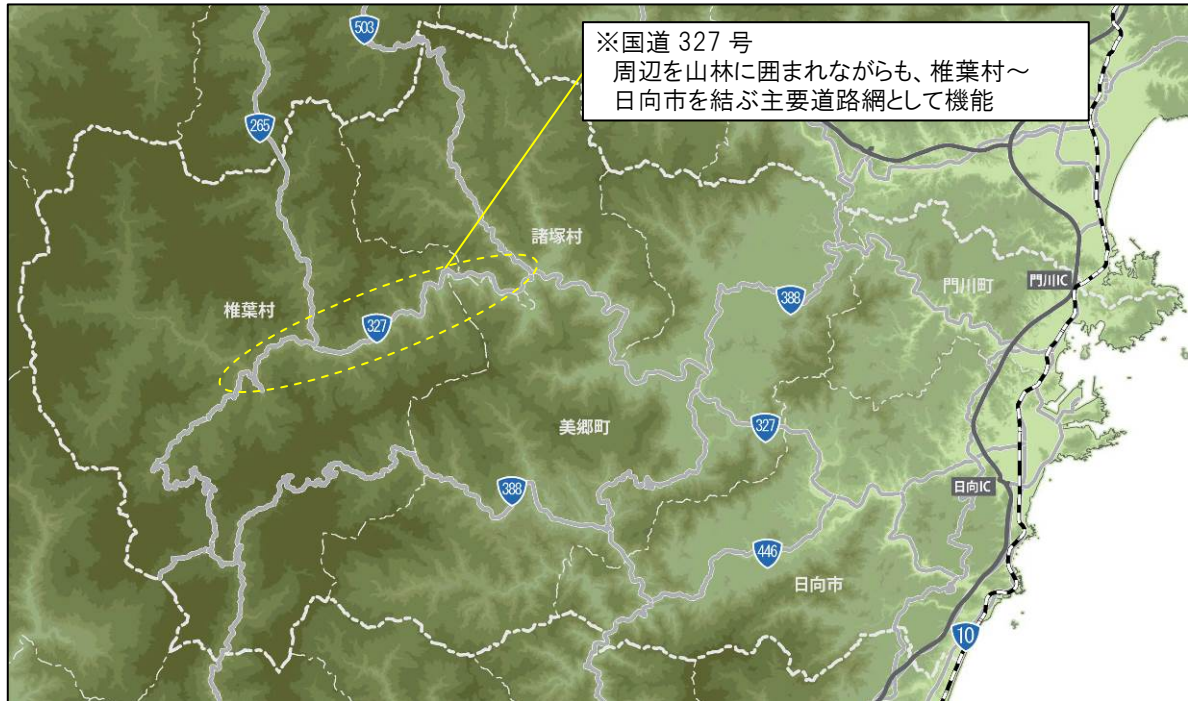 503
※国道 327 号
周辺を山林に囲まれながらも、椎葉村～
日向市を結ぶ主要道路網として機能
265
諸塚村
門川町
門川IC
椎葉村
388
327
美郷町
327
388
日向IC
446
日向市
10